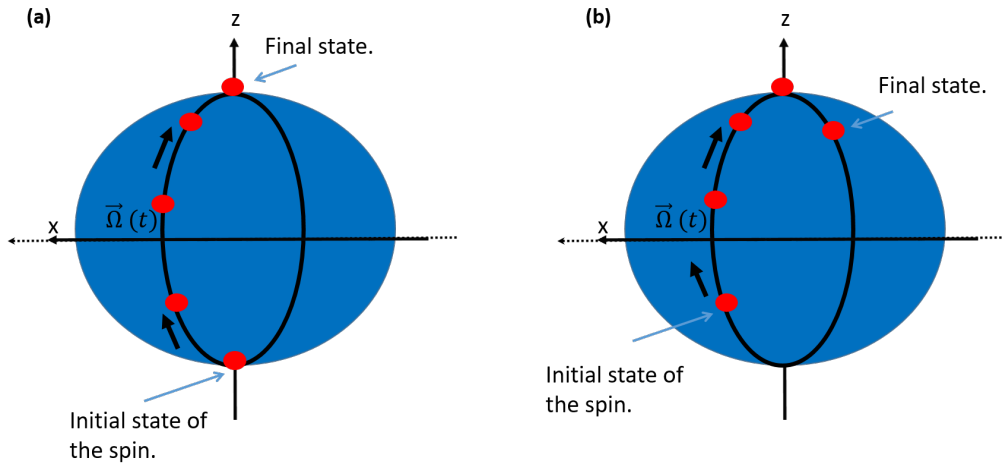 (a)
z
Final state.
x
Ω⃗ (t)
Initial state of
the spin.
(b)
z
Final state.
x
Ω⃗ (t)
Initial state of
the spin.